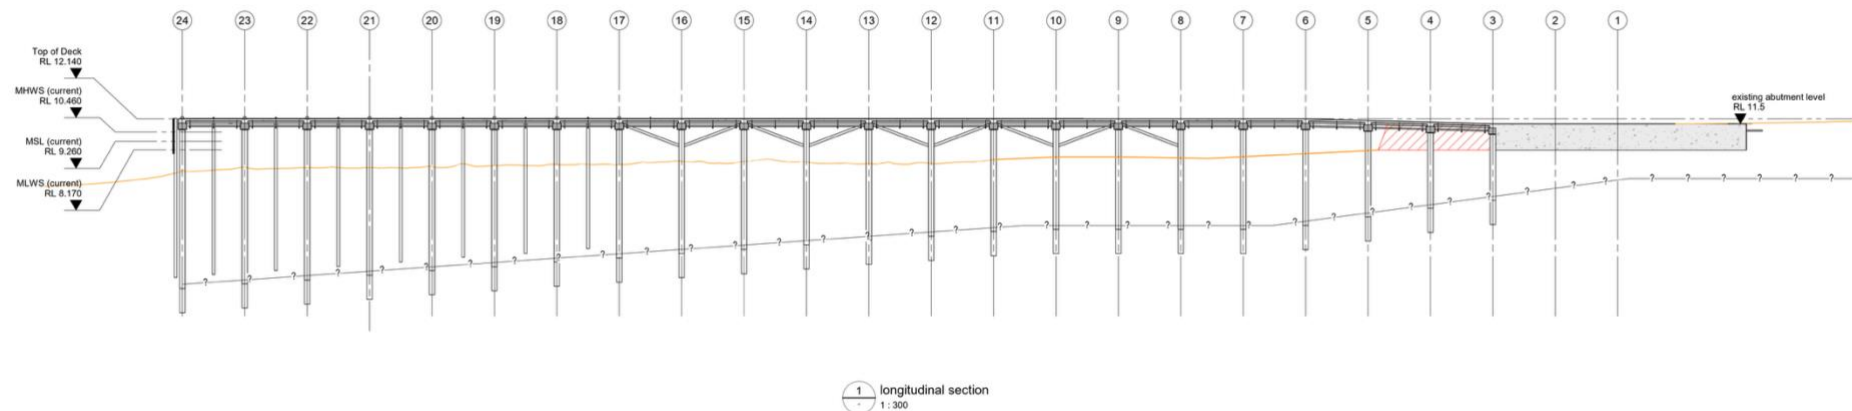 24 23 22 21 20 19 18 17 16 15 14 13 12 11 10 9 8 7 6 5 4 3 2 1
Top of Deck
RL 12.140
MHWS (current)
RL 10.460
MSL (current)
RL 9.260
MLWS (current)
RL 8.170
existing abutment level
RL 11.5
? ? ? ? ? ? ? ? ? ? ? ? ? ? ? ? ? ? ? ? ? ? ? ? ? ? ? ? ? ? ? ? ?
1 longitudinal section
- 1 : 300